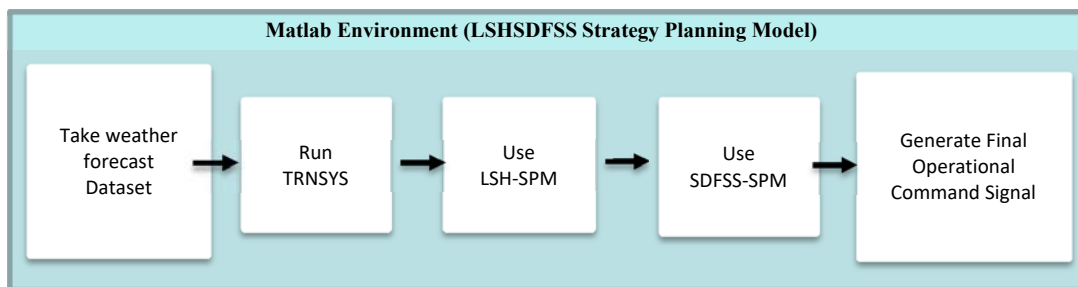 Matlab Environment (LSHSDFSS Strategy Planning Model)
Take weather
forecast
Dataset
Run
TRNSYS
Use
LSH-SPM
Use
SDFSS-SPM
Generate Final
Operational
Command Signal